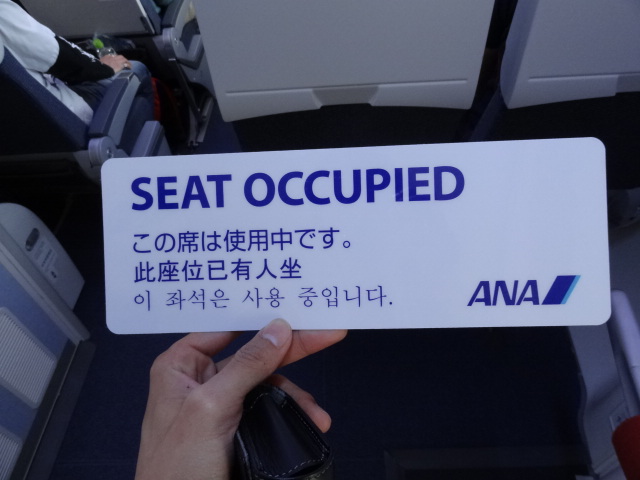 SEAT OCCUPIED
この席は使用中です。
此座位已有人坐
이 좌석은 사용 중입니다.
ANA